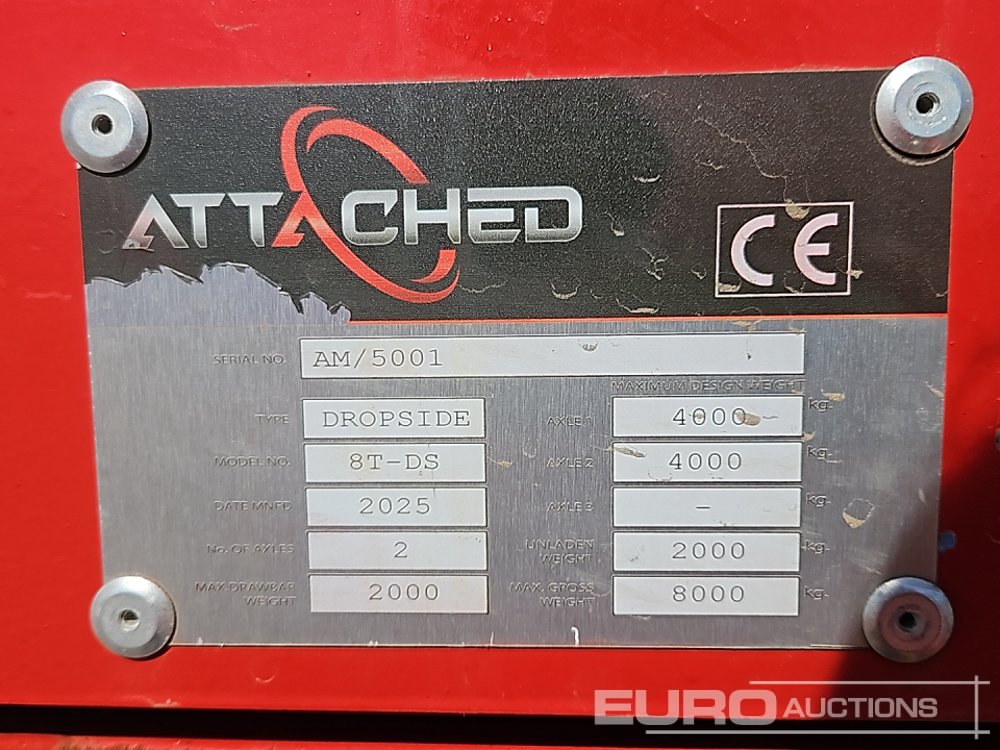 ATTACHED
CE
SERIAL NO. AM/5001
MAXIMUM DESIGN WEIGHT
TYPE DROPSIDE AXLE 1 4000 kg.
MODEL NO. 8T-DS AXLE 2 4000 kg.
DATE MNFD 2025 AXLE 3 - kg.
No. OF AXLES 2 UNLADEN WEIGHT 2000 kg.
MAX.DRAWBAR WEIGHT 2000 MAX. GROSS WEIGHT 8000 kg.
EURO AUCTIONS